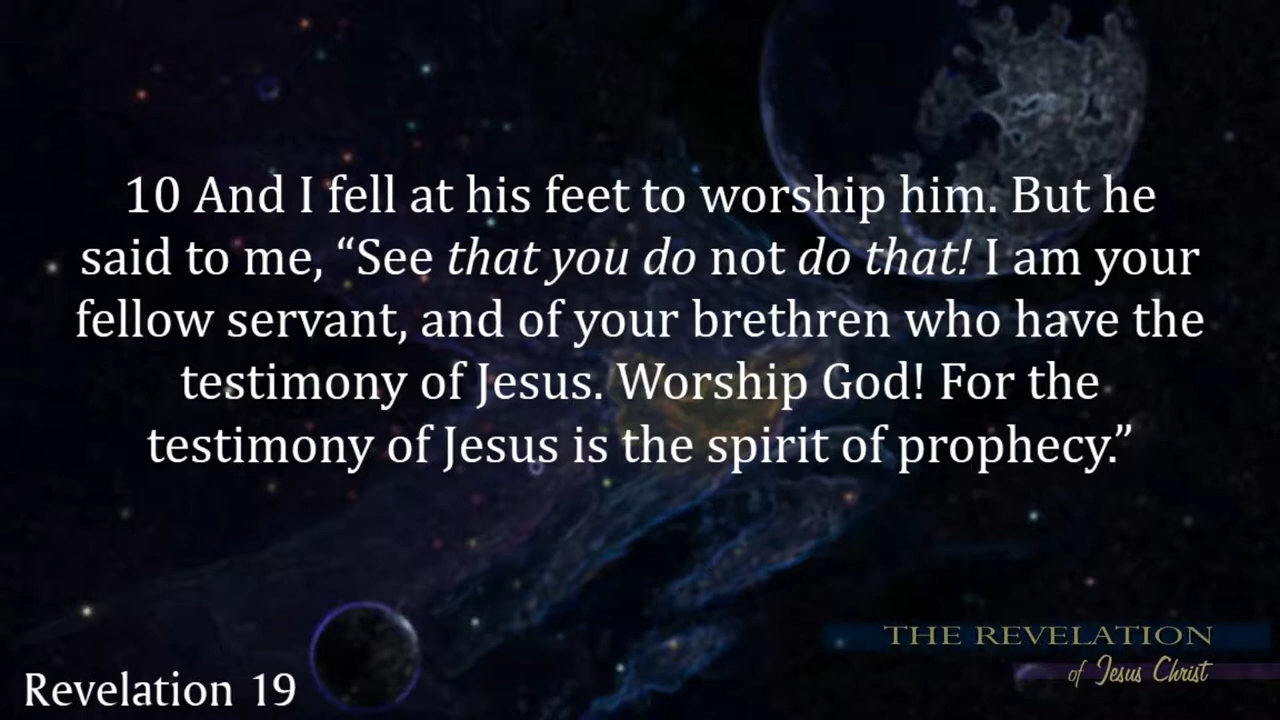 10 And I fell at his feet to worship him. But he
said to me, “See that you do not do that! I am your
fellow servant, and of your brethren who have the
testimony of Jesus. Worship God! For the
testimony of Jesus is the spirit of prophecy.”
THE REVELATION
of Jesus Christ
Revelation 19